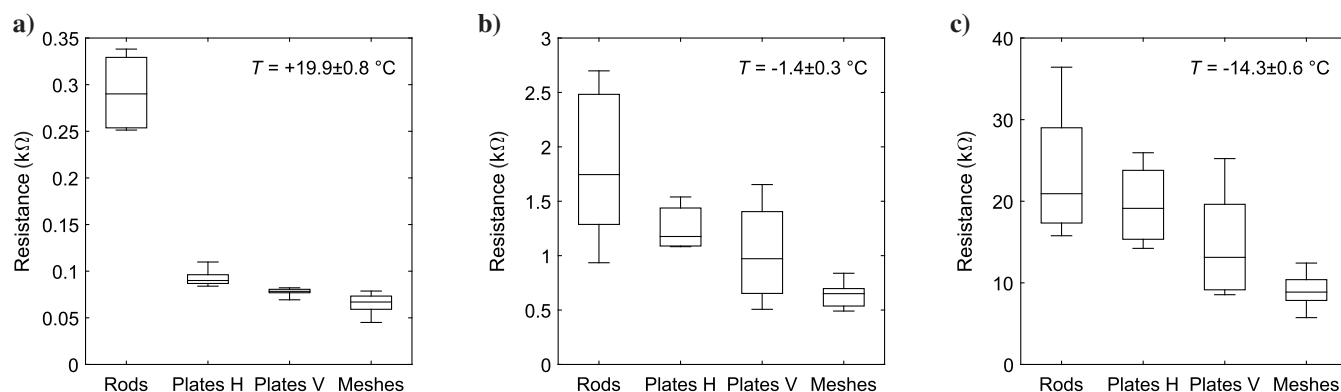 a)
Resistance (kΩ)
0.35
0.3
0.25
0.2
0.15
0.1
0.05
0
T = +19.9±0.8 °C
Rods Plates H Plates V Meshes
b)
Resistance (kΩ)
3
2.5
2
1.5
1
0.5
0
T = -1.4±0.3 °C
Rods Plates H Plates V Meshes
c)
Resistance (kΩ)
40
30
20
10
0
T = -14.3±0.6 °C
Rods Plates H Plates V Meshes